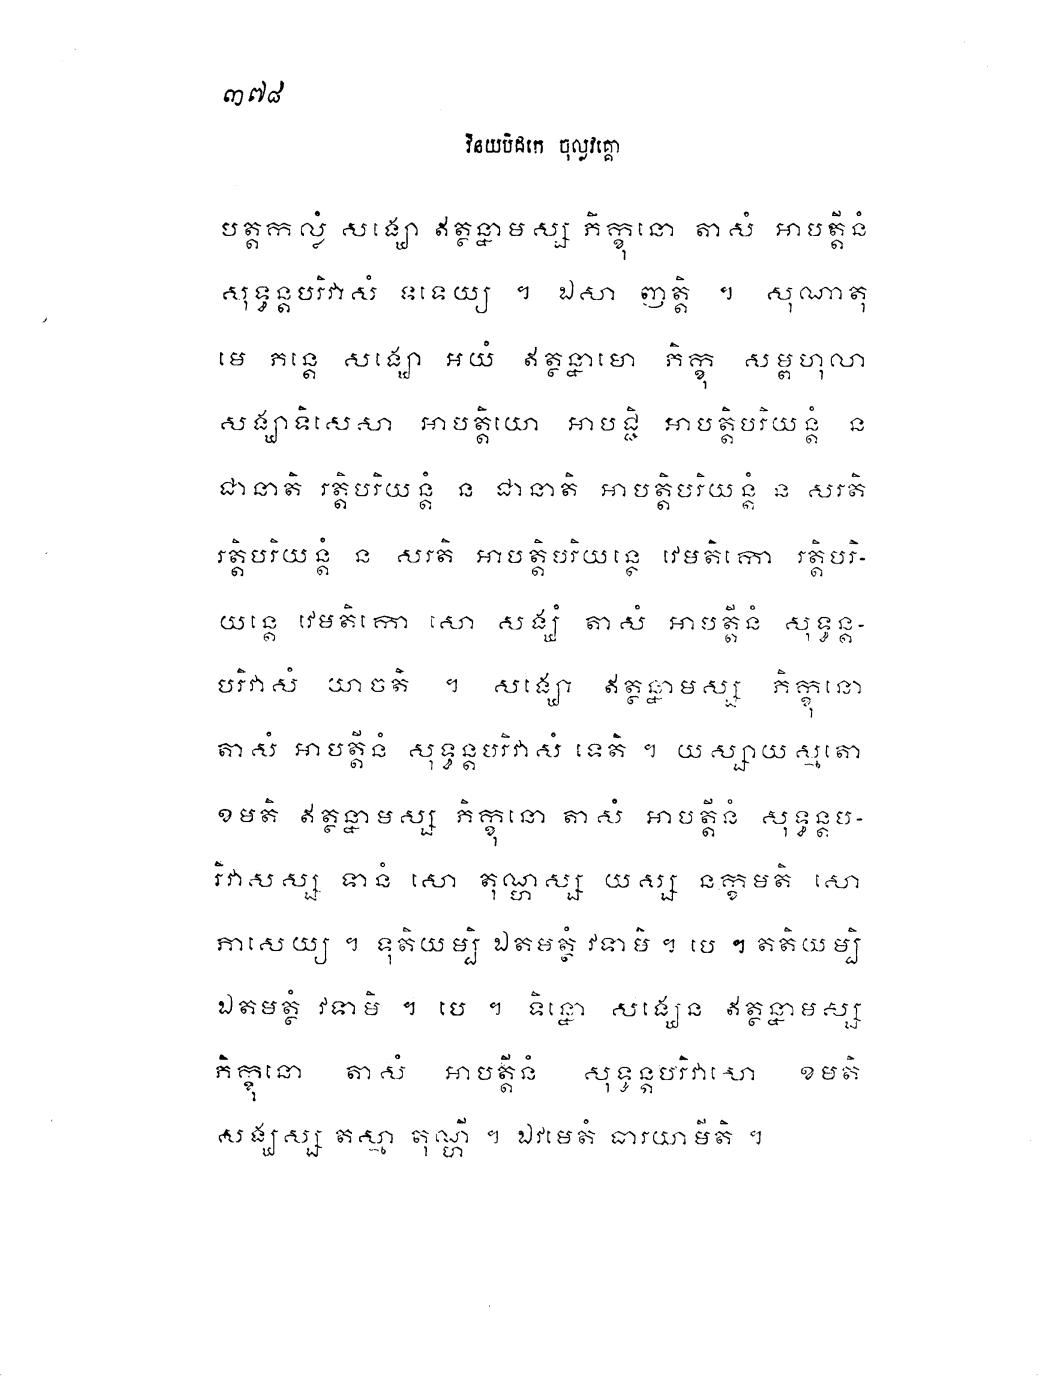 ៣៧៨
វិនយបិដកេ ចុល្លវគ្គោ
បត្តកល្លំ សង្ឃោ ឥត្ថន្នាមស្ស ភិក្ខុនោ តាសំ អាបត្តីនំ
សុទ្ធន្តបរិវាសំ ទទេយ្យ ។ ឯសា ញត្តិ ។ សុណាតុ
មេ ភន្តេ សង្ឃោ អយំ ឥត្ថន្នាមោ ភិក្ខុ សម្ពហុលា
សង្ឃាទិសេសា អាបត្តិយោ អាបជ្ជិ អាបត្តិបរិយន្តំ ន
ជានាតិ រត្តិបរិយន្តំ ន ជានាតិ អាបត្តិបរិយន្តំ ន សរតិ
រត្តិបរិយន្តំ ន សរតិ អាបត្តិបរិយន្តេ វេមតិកោ រត្តិបរិ-
យន្តេ វេមតិកោ សោ សង្ឃំ តាសំ អាបត្តីនំ សុទ្ធន្ត-
បរិវាសំ យាចតិ ។ សង្ឃោ ឥត្ថន្នាមស្ស ភិក្ខុនោ
តាសំ អាបត្តីនំ សុទ្ធន្តបរិវាសំ ទេតិ ។ យស្សាយស្មតោ
ខមតិ ឥត្ថន្នាមស្ស ភិក្ខុនោ តាសំ អាបត្តីនំ សុទ្ធន្តប-
រិវាសស្ស ទានំ សោ តុណ្ហស្ស យស្ស នក្ខមតិ សោ
ភាសេយ្យ ។ ទុតិយម្បិ ឯតមត្ថំ វទាមិ ។ បេ ។ តតិយម្បិ
ឯតមត្ថំ វទាមិ ។ បេ ។ ទិន្នោ សង្ឃេន ឥត្ថន្នាមស្ស
ភិក្ខុនោ តាសំ អាបត្តីនំ សុទ្ធន្តបរិវាសោ ខមតិ
សង្ឃស្ស តស្មា តុណ្ហី ។ ឯវមេតំ ធារយាមីតិ ។